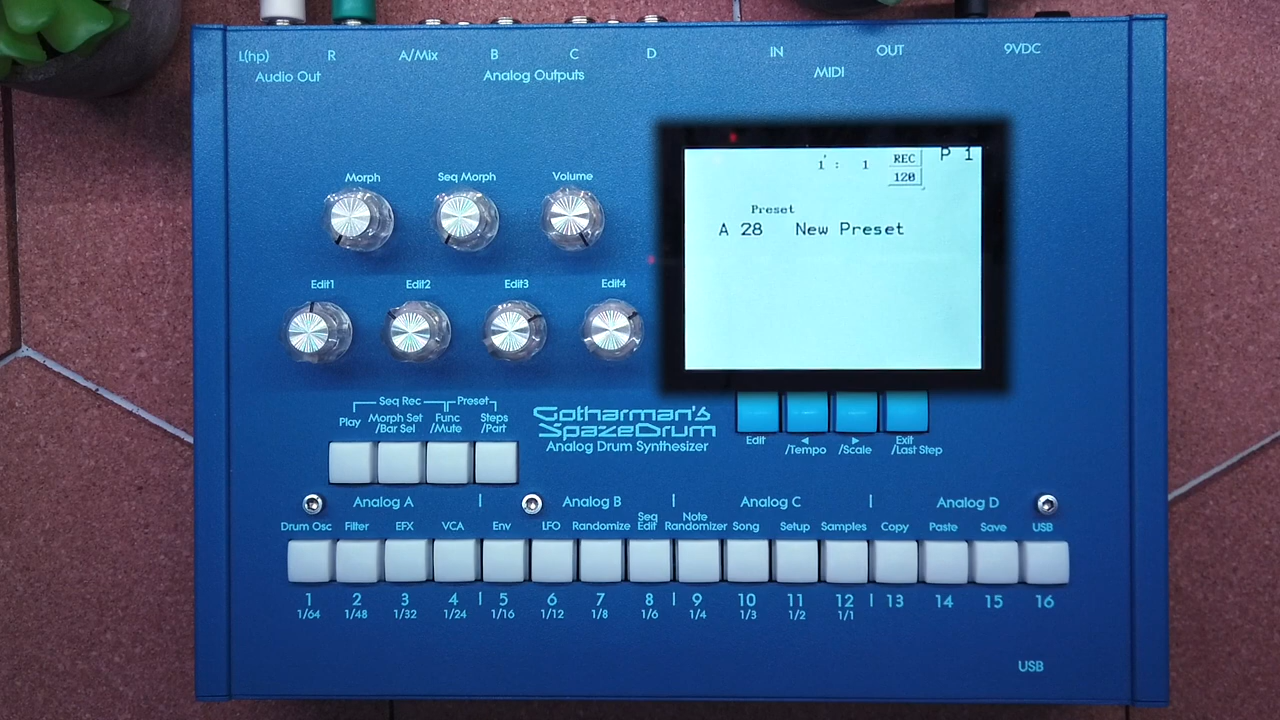 L(hp) R A/Mix B C D IN OUT 9VDC
Audio Out Analog Outputs MIDI
P 1
1' : 1 REC
120
Preset
A 28 New Preset
Morph Seq Morph Volume
Edit1 Edit2 Edit3 Edit4
Seq Rec Preset
Play Morph Set /Bar Sel Func /Mute Steps /Part
Gotharman's
SpazeDrum
Analog Drum Synthesizer
Edit ◀ /Tempo ▶ /Scale Exit /Last Step
Analog A | Analog B | Analog C | Analog D
Drum Osc Filter EFX VCA Env LFO Randomize Seq Edit Note Randomizer Song Setup Samples Copy Paste Save USB
1 2 3 4 | 5 6 7 8 | 9 10 11 12 | 13 14 15 16
1/64 1/48 1/32 1/24 1/16 1/12 1/8 1/6 1/4 1/3 1/2 1/1
USB